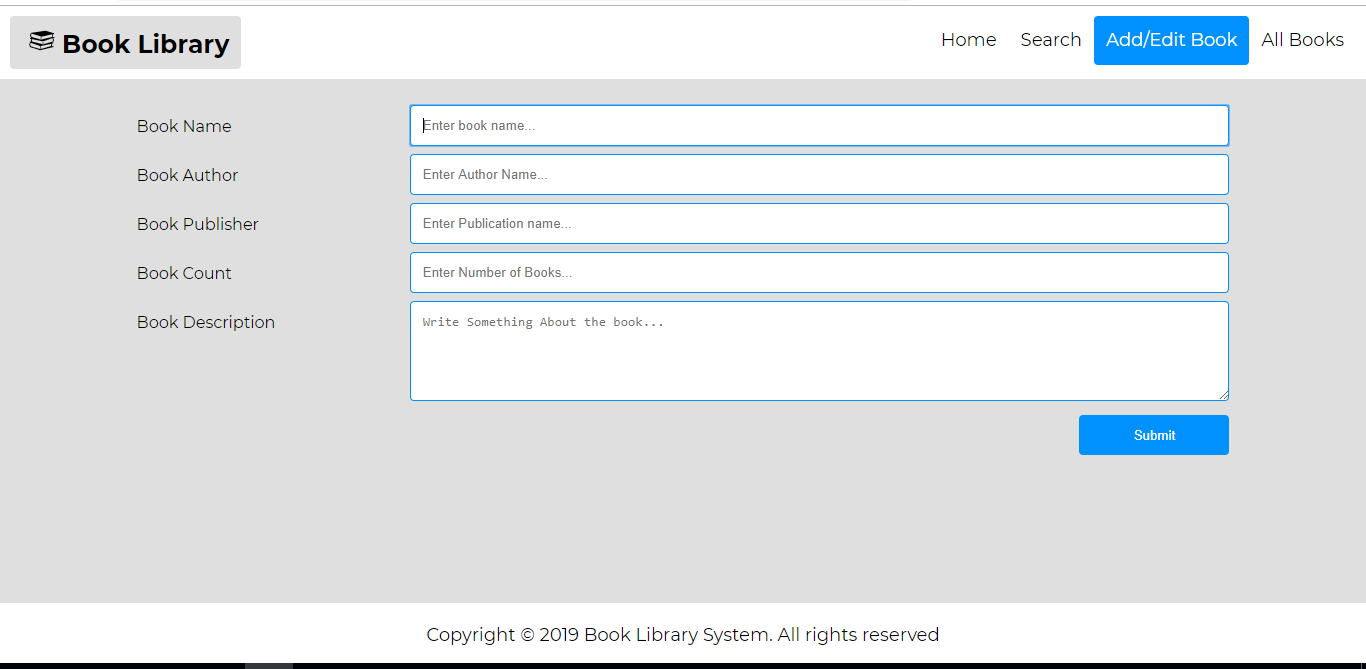 Book Library
Home Search Add/Edit Book All Books
Book Name Enter book name...
Book Author Enter Author Name...
Book Publisher Enter Publication name...
Book Count Enter Number of Books...
Book Description Write Something About the book...
Submit
Copyright © 2019 Book Library System. All rights reserved